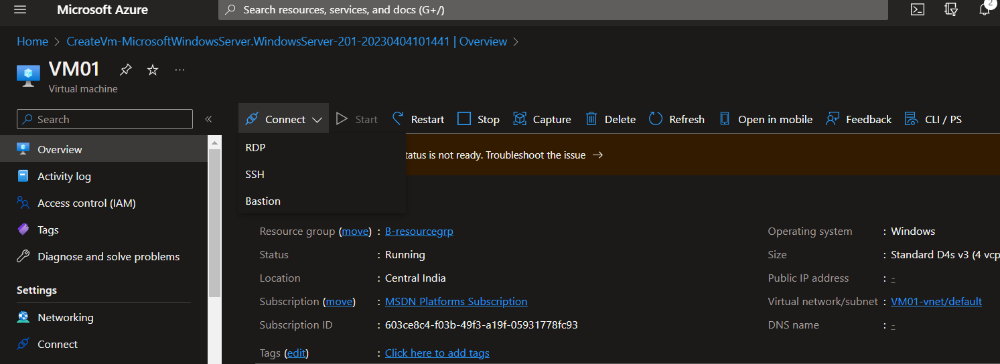 Microsoft Azure
Search resources, services, and docs (G+/)
2
Home > CreateVm-MicrosoftWindowsServer.WindowsServer-201-20230404101441 | Overview >
VM01
Virtual machine
Search
«
Connect
Start
Restart
Stop
Capture
Delete
Refresh
Open in mobile
Feedback
CLI / PS
RDP
SSH
Bastion
tatus is not ready. Troubleshoot the issue →
Overview
Activity log
Access control (IAM)
Tags
Diagnose and solve problems
Settings
Networking
Connect
Resource group (move) : B-resourcegrp
Status : Running
Location : Central India
Subscription (move) : MSDN Platforms Subscription
Subscription ID : 603ce8c4-f03b-49f3-a19f-05931778fc93
Tags (edit) : Click here to add tags
Operating system : Windows
Size : Standard D4s v3 (4 vcp
Public IP address : -
Virtual network/subnet : VM01-vnet/default
DNS name : -